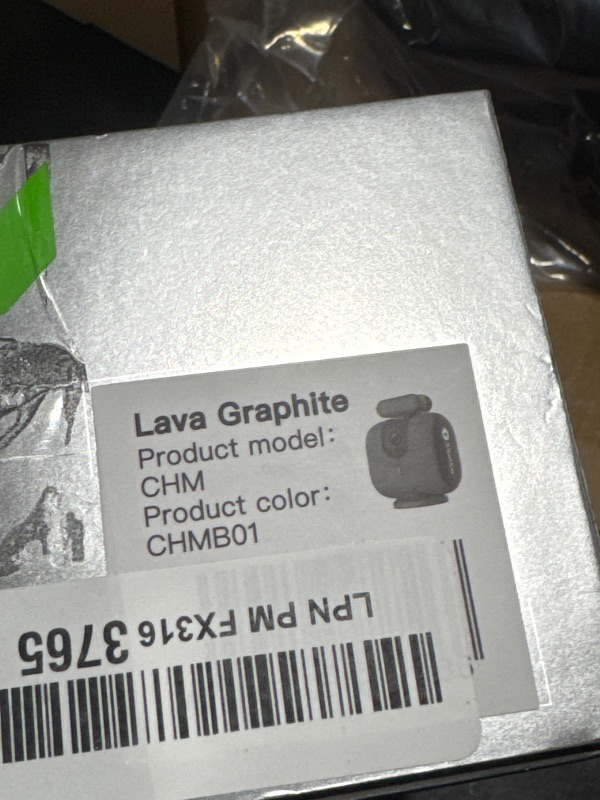 Lava Graphite
Product model:
CHM
Product color:
CHMB01
LPN PM FX316 3765